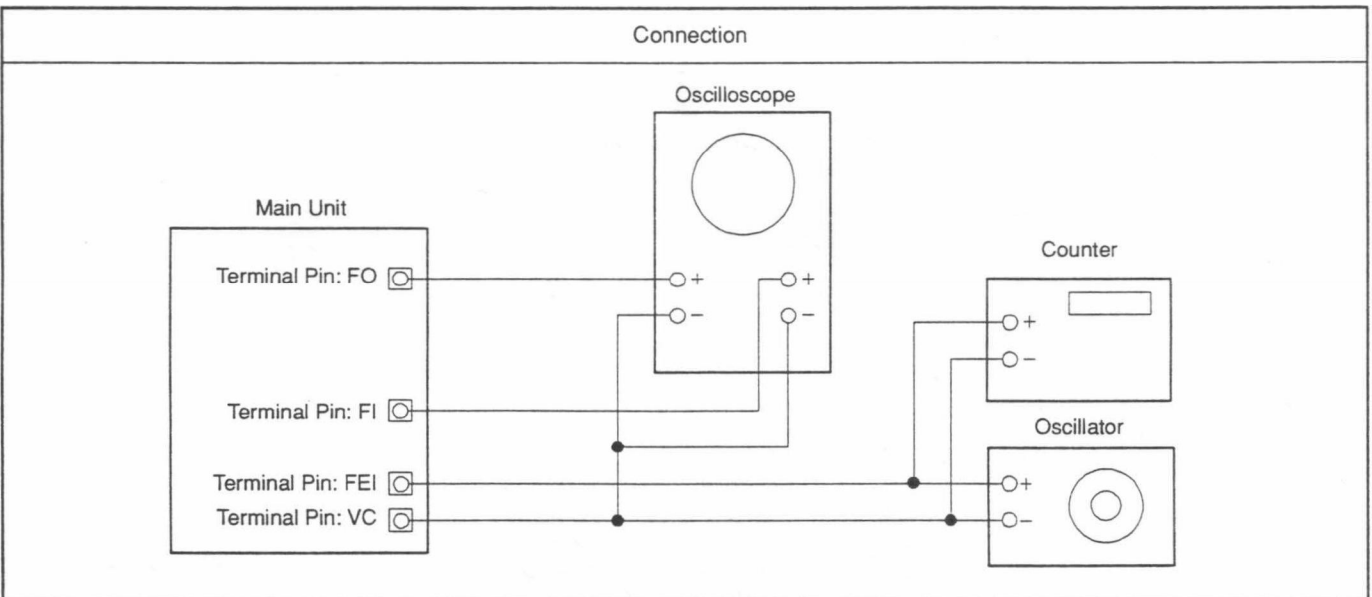 Connection
Oscilloscope
Main Unit
Terminal Pin: FO
+ +
− −
Counter
+
−
Terminal Pin: FI
Oscillator
Terminal Pin: FEI
+
Terminal Pin: VC
−